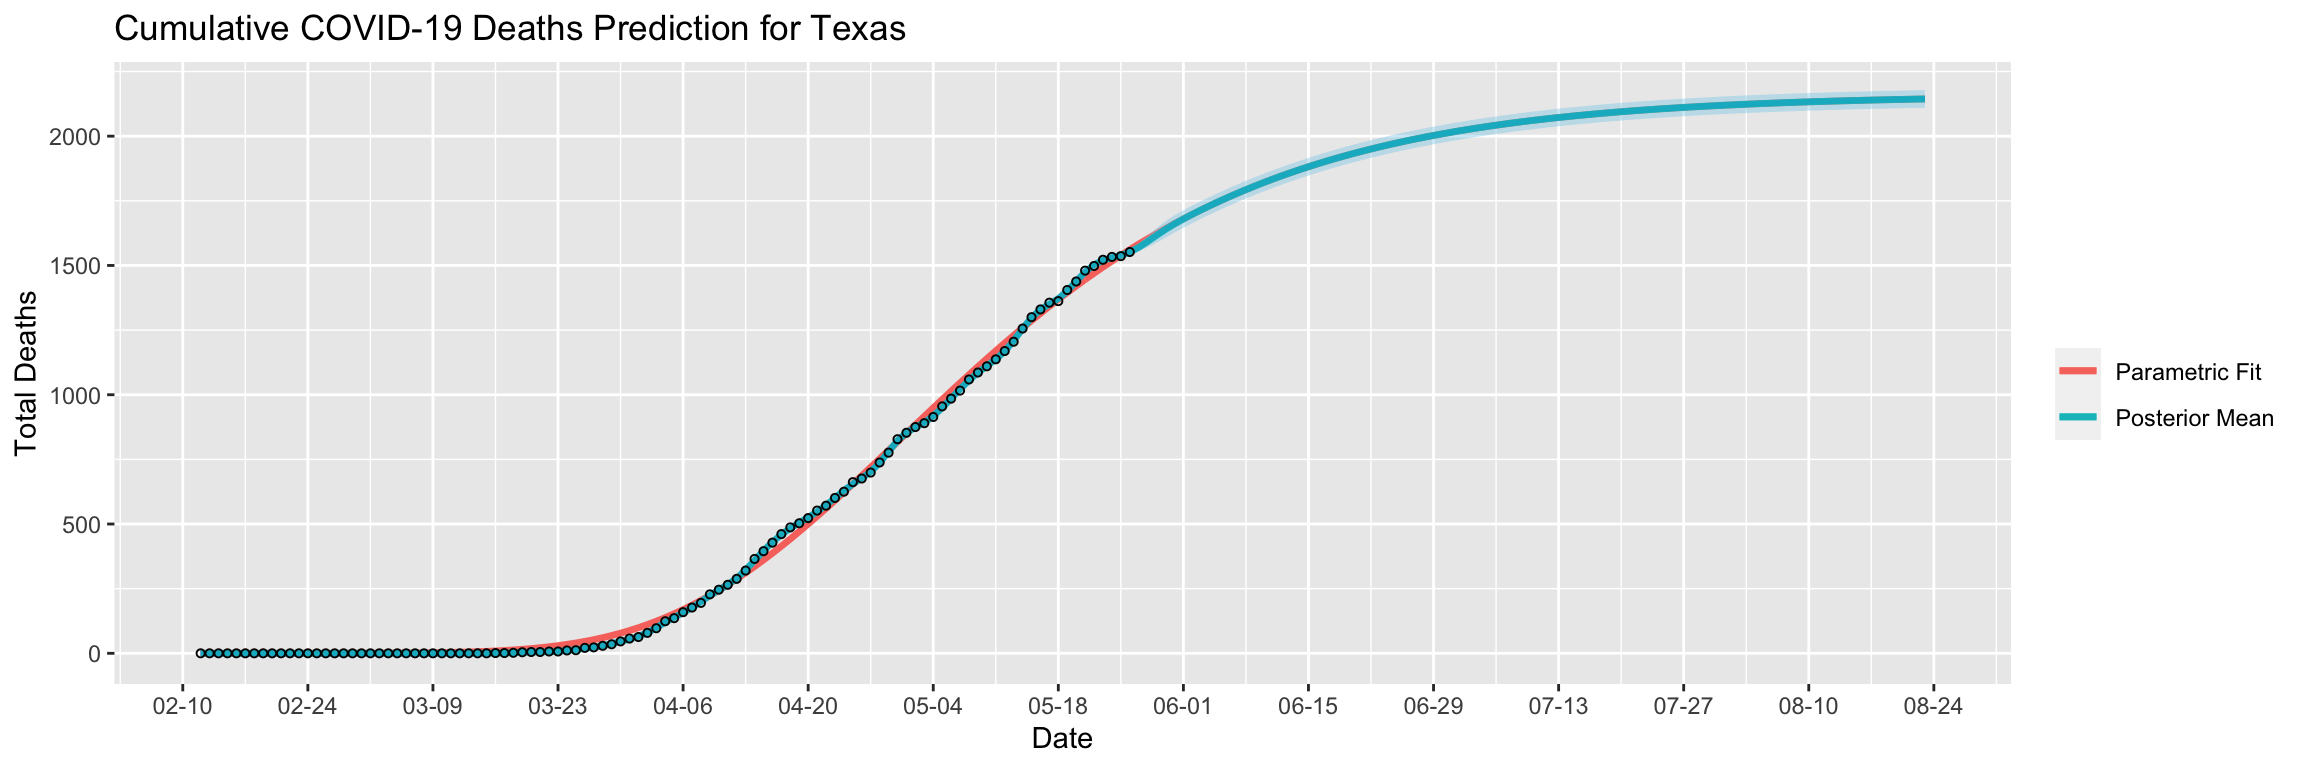 Cumulative COVID-19 Deaths Prediction for Texas
Total Deaths
2000
1500
1000
500
0
02-10 02-24 03-09 03-23 04-06 04-20 05-04 05-18 06-01 06-15 06-29 07-13 07-27 08-10 08-24
Date
Parametric Fit
Posterior Mean